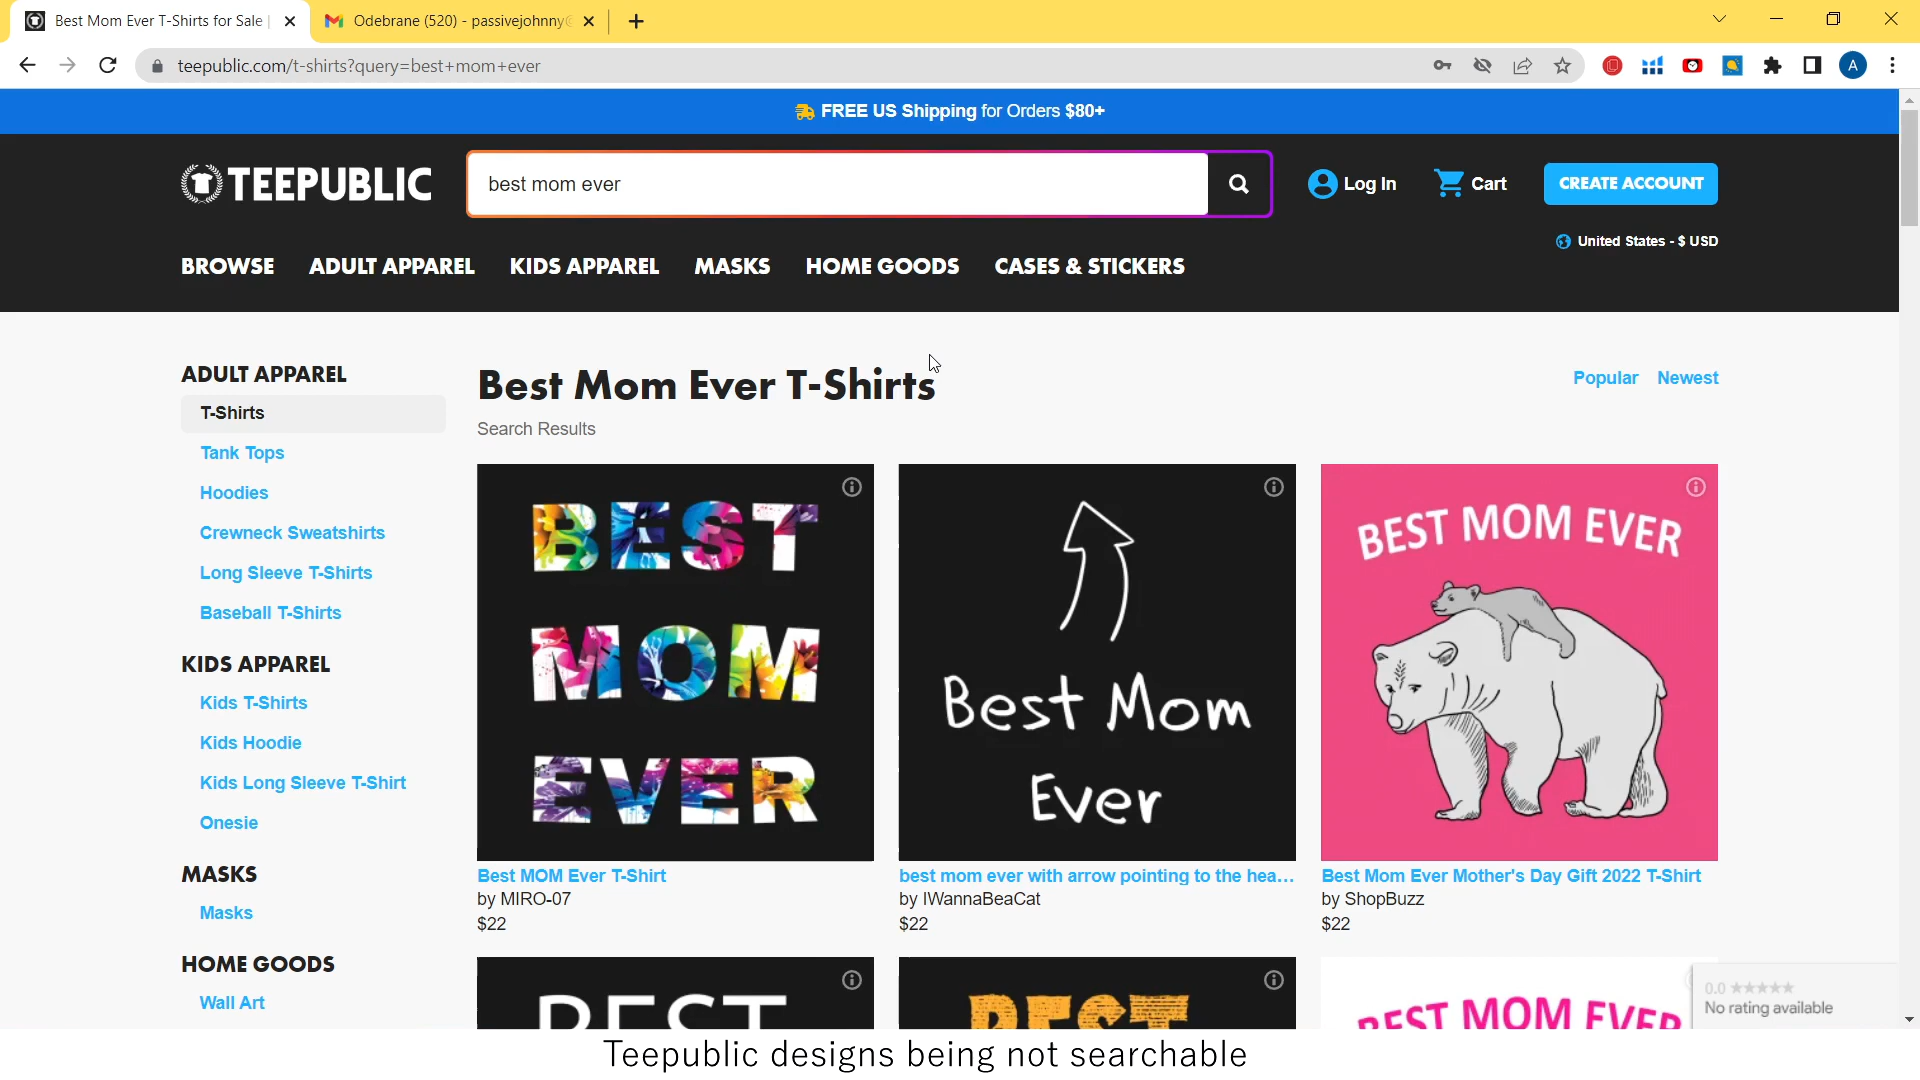 Best Mom Ever T-Shirts for Sale |
Odebrane (520) - passivejohnny@
teepublic.com/t-shirts?query=best+mom+ever
A
FREE US Shipping for Orders $80+
TEEPUBLIC
best mom ever
Log In
Cart
CREATE ACCOUNT
United States - $ USD
BROWSE ADULT APPAREL KIDS APPAREL MASKS HOME GOODS CASES & STICKERS
ADULT APPAREL
T-Shirts
Tank Tops
Hoodies
Crewneck Sweatshirts
Long Sleeve T-Shirts
Baseball T-Shirts
KIDS APPAREL
Kids T-Shirts
Kids Hoodie
Kids Long Sleeve T-Shirt
Onesie
MASKS
Masks
HOME GOODS
Wall Art
Best Mom Ever T-Shirts
Search Results
Popular Newest
BEST
MOM
EVER
Best MOM Ever T-Shirt
by MIRO-07
$22
Best Mom
Ever
best mom ever with arrow pointing to the hea...
by IWannaBeaCat
$22
BEST MOM EVER
Best Mom Ever Mother's Day Gift 2022 T-Shirt
by ShopBuzz
$22
BEST
BEST
BEST MOM EVER
0.0 ★★★★★
No rating available
Teepublic designs being not searchable